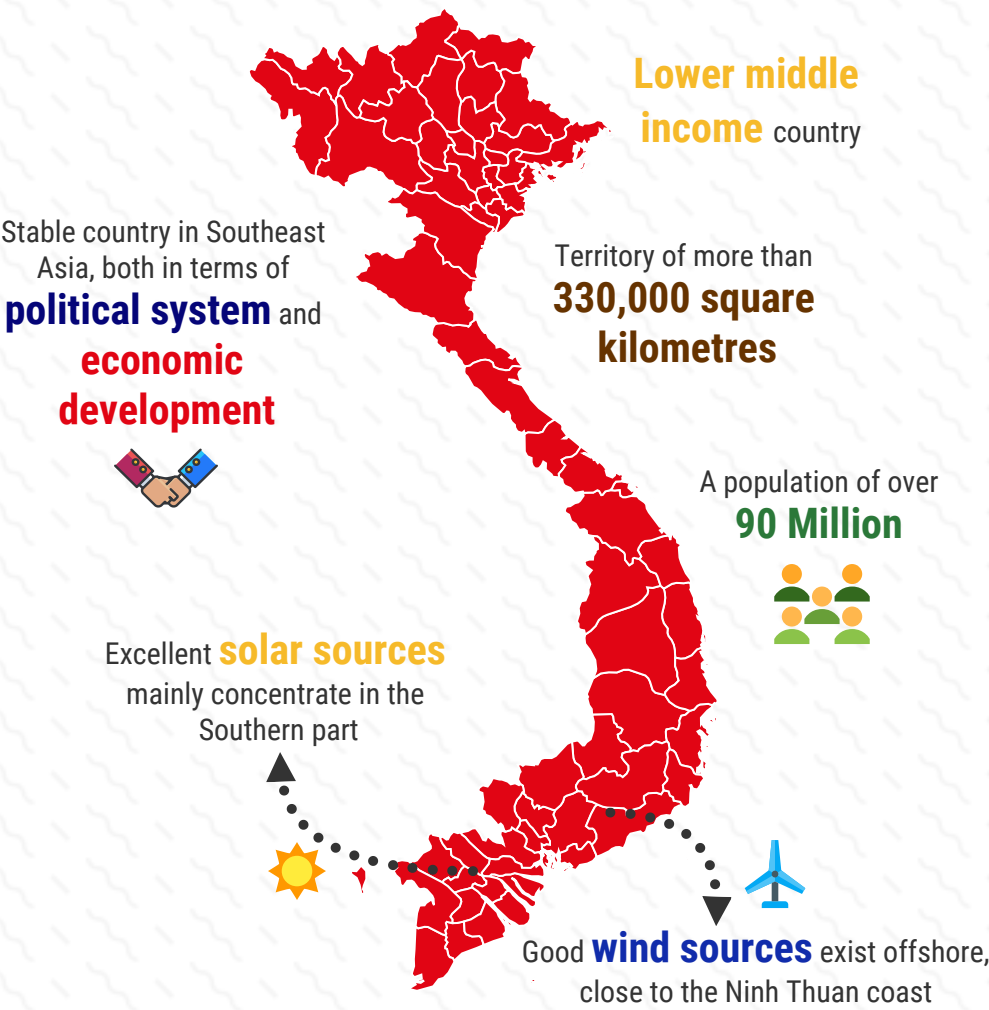 Lower middle
income country
Stable country in Southeast
Asia, both in terms of
political system and
economic
development
Territory of more than
330,000 square
kilometres
A population of over
90 Million
Excellent solar sources
mainly concentrate in the
Southern part
Good wind sources exist offshore,
close to the Ninh Thuan coast